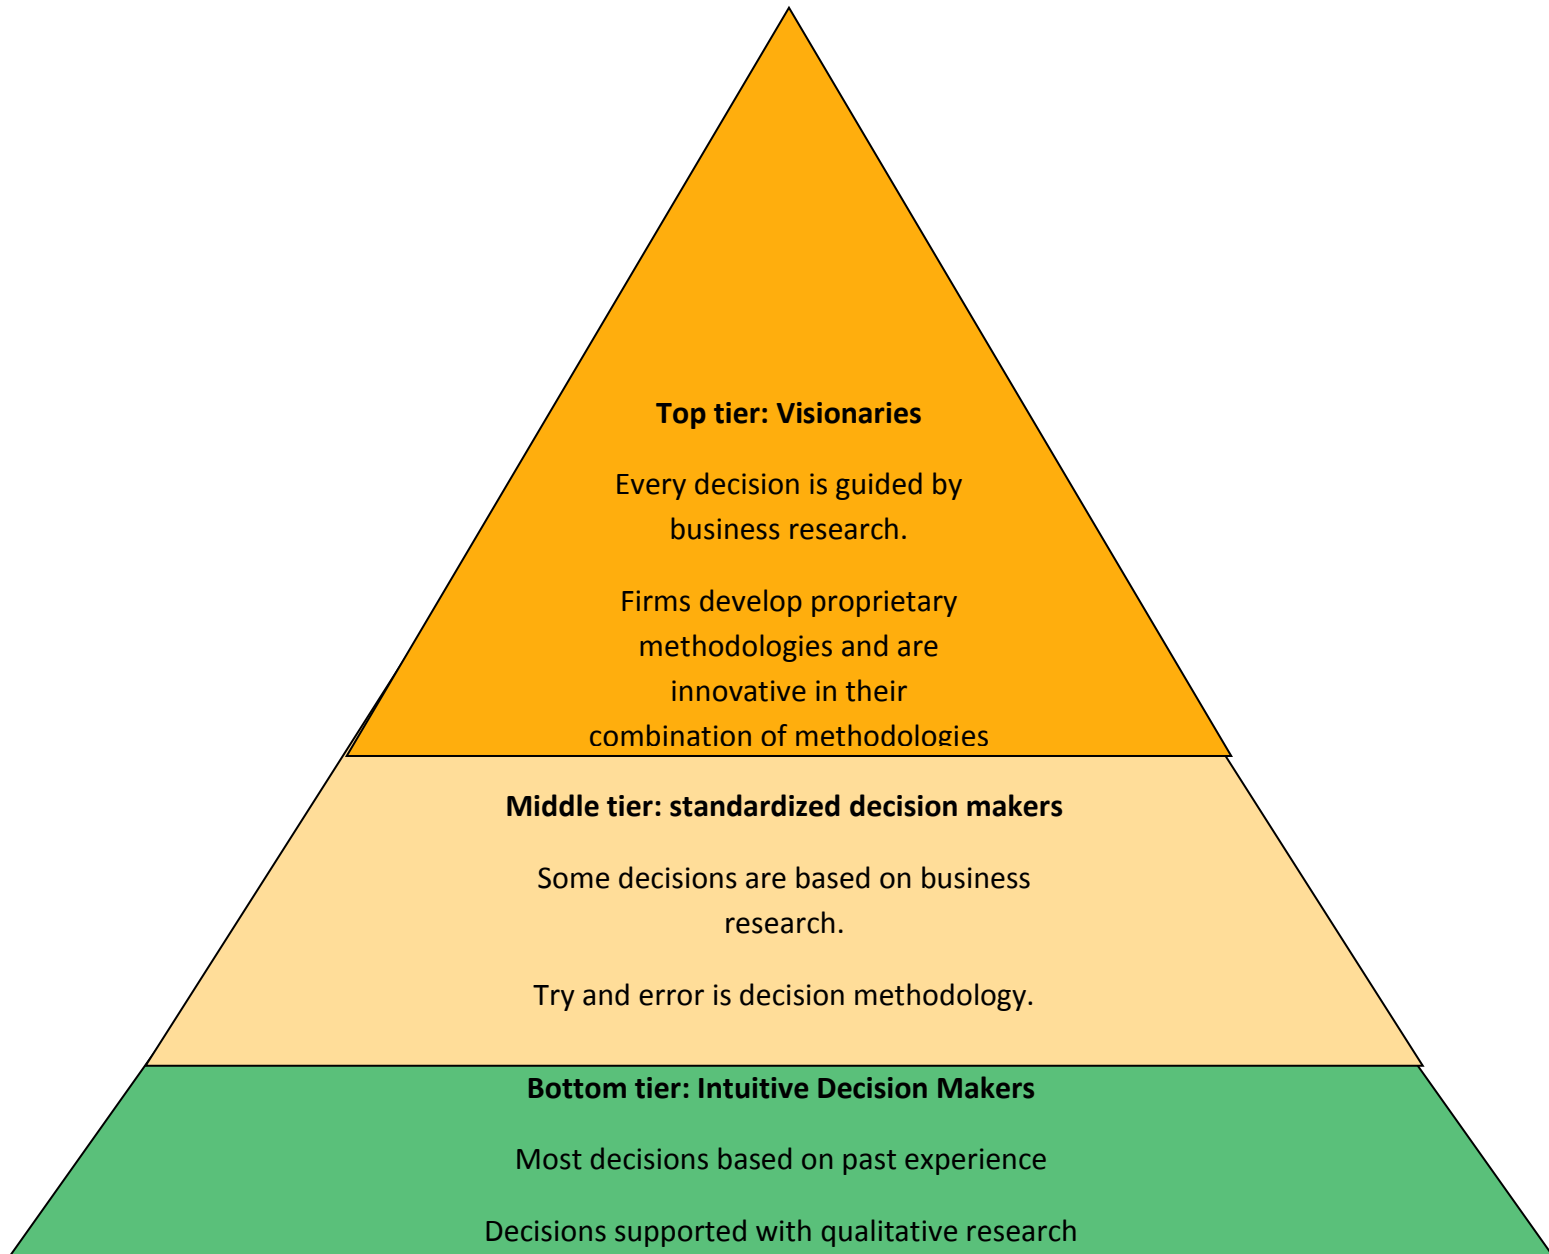 Top tier: Visionaries
Every decision is guided by
business research.
Firms develop proprietary
methodologies and are
innovative in their
combination of methodologies
Middle tier: standardized decision makers
Some decisions are based on business
research.
Try and error is decision methodology.
Bottom tier: Intuitive Decision Makers
Most decisions based on past experience
Decisions supported with qualitative research